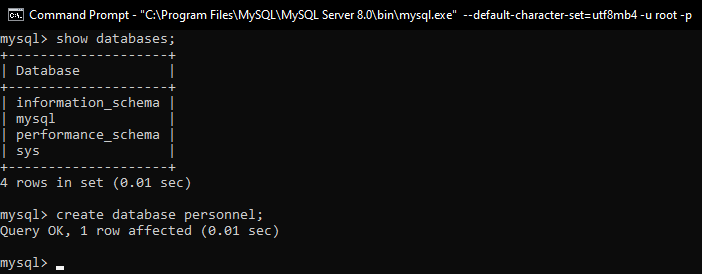 Command Prompt - "C:\Program Files\MySQL\MySQL Server 8.0\bin\mysql.exe" --default-character-set=utf8mb4 -u root -p
mysql> show databases;
+--------------------+
| Database           |
+--------------------+
| information_schema |
| mysql              |
| performance_schema |
| sys                |
+--------------------+
4 rows in set (0.01 sec)
mysql> create database personnel;
Query OK, 1 row affected (0.01 sec)
mysql>